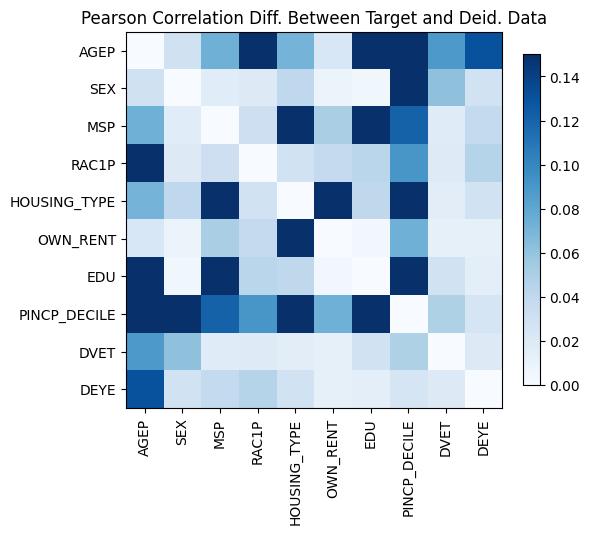 Pearson Correlation Diff. Between Target and Deid. Data
AGEP
SEX
MSP
RAC1P
HOUSING_TYPE
OWN_RENT
EDU
PINCP_DECILE
DVET
DEYE
AGEP
SEX
MSP
RAC1P
HOUSING_TYPE
OWN_RENT
EDU
PINCP_DECILE
DVET
DEYE
0.14
0.12
0.10
0.08
0.06
0.04
0.02
0.00